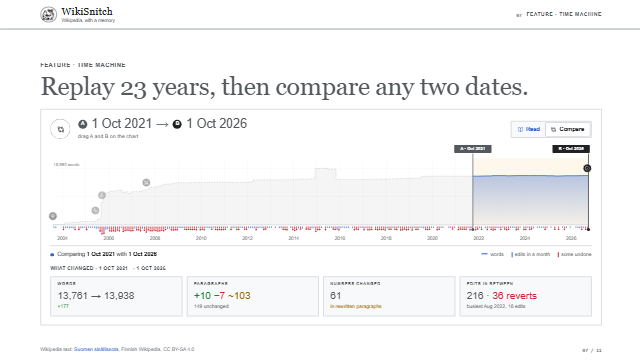 WikiSnitch
Wikipedia, with a memory
07 FEATURE · TIME MACHINE
FEATURE · TIME MACHINE
Replay 23 years, then compare any two dates.
A 1 Oct 2021 → B 1 Oct 2026
drag A and B on the chart
Read
Compare
A · Oct 2021
B · Oct 2026
words
2004 2006 2008 2010 2012 2014 2016 2018 2020 2022 2024 2026
Comparing 1 Oct 2021 with 1 Oct 2026
words edits in a month some undone
WHAT CHANGED · 1 OCT 2021 → 1 OCT 2026
WORDS
13,761 → 13,938
+177
PARAGRAPHS
+10 −7 ~103
149 unchanged
NUMBERS CHANGED
61
in rewritten paragraphs
EDITS IN BETWEEN
216 · 36 reverts
busiest Aug 2022, 16 edits
Wikipedia text: Suomen sisällissota, Finnish Wikipedia, CC BY-SA 4.0
07 / 11